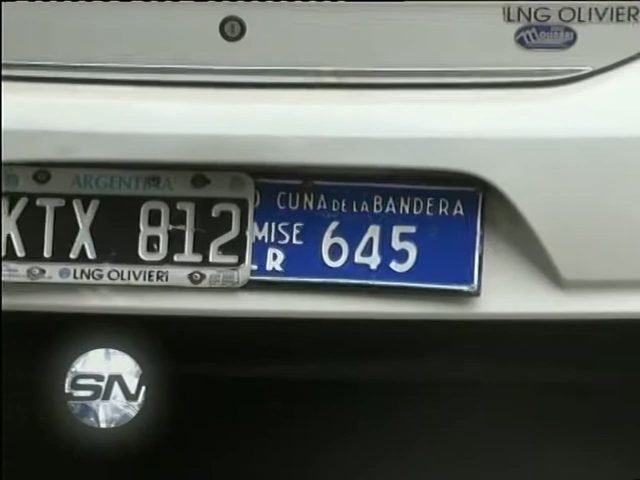 LNG OLIVIER
ARGENTINA
KTX 812
LNG OLIVIERI
CUNA DE LA BANDERA
MISE
R
645
SN